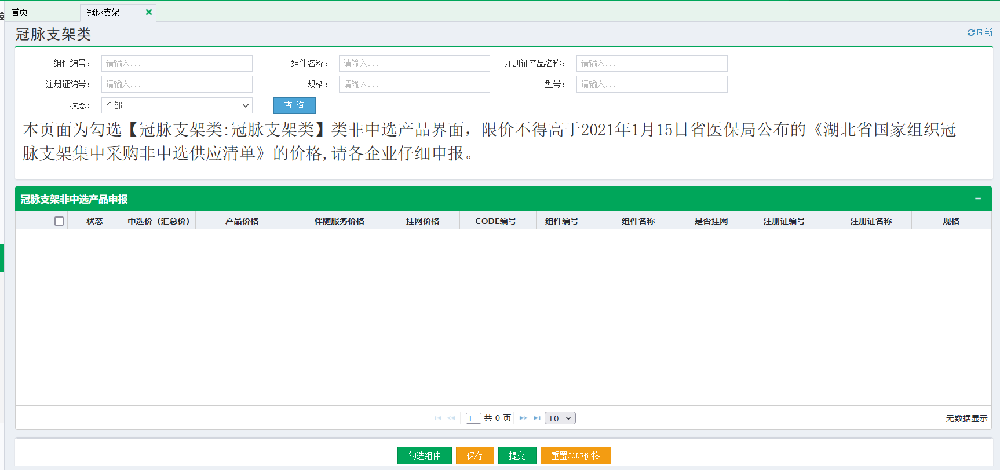 首页 冠脉支架
冠脉支架类 刷新
组件编号： 请输入... 组件名称： 请输入... 注册证产品名称： 请输入...
注册证编号： 请输入... 规格： 请输入... 型号： 请输入...
状态： 全部 查 询
本页面为勾选【冠脉支架类:冠脉支架类】类非中选产品界面，限价不得高于2021年1月15日省医保局公布的《湖北省国家组织冠
脉支架集中采购非中选供应清单》的价格,请各企业仔细申报。
冠脉支架非中选产品申报
状态 中选价（汇总价） 产品价格 伴随服务价格 挂网价格 CODE编号 组件编号 组件名称 是否挂网 注册证编号 注册证名称 规格
1 共 0 页 10 无数据显示
勾选组件 保存 提交 重置CODE价格